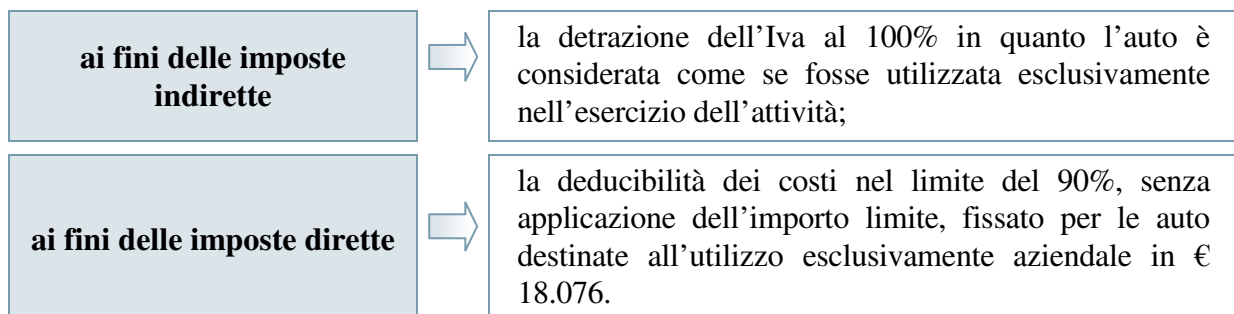 ai fini delle imposte
indirette
la detrazione dell’Iva al 100% in quanto l’auto è
considerata come se fosse utilizzata esclusivamente
nell’esercizio dell’attività;
ai fini delle imposte dirette
la deducibilità dei costi nel limite del 90%, senza
applicazione dell’importo limite, fissato per le auto
destinate all’utilizzo esclusivamente aziendale in €
18.076.